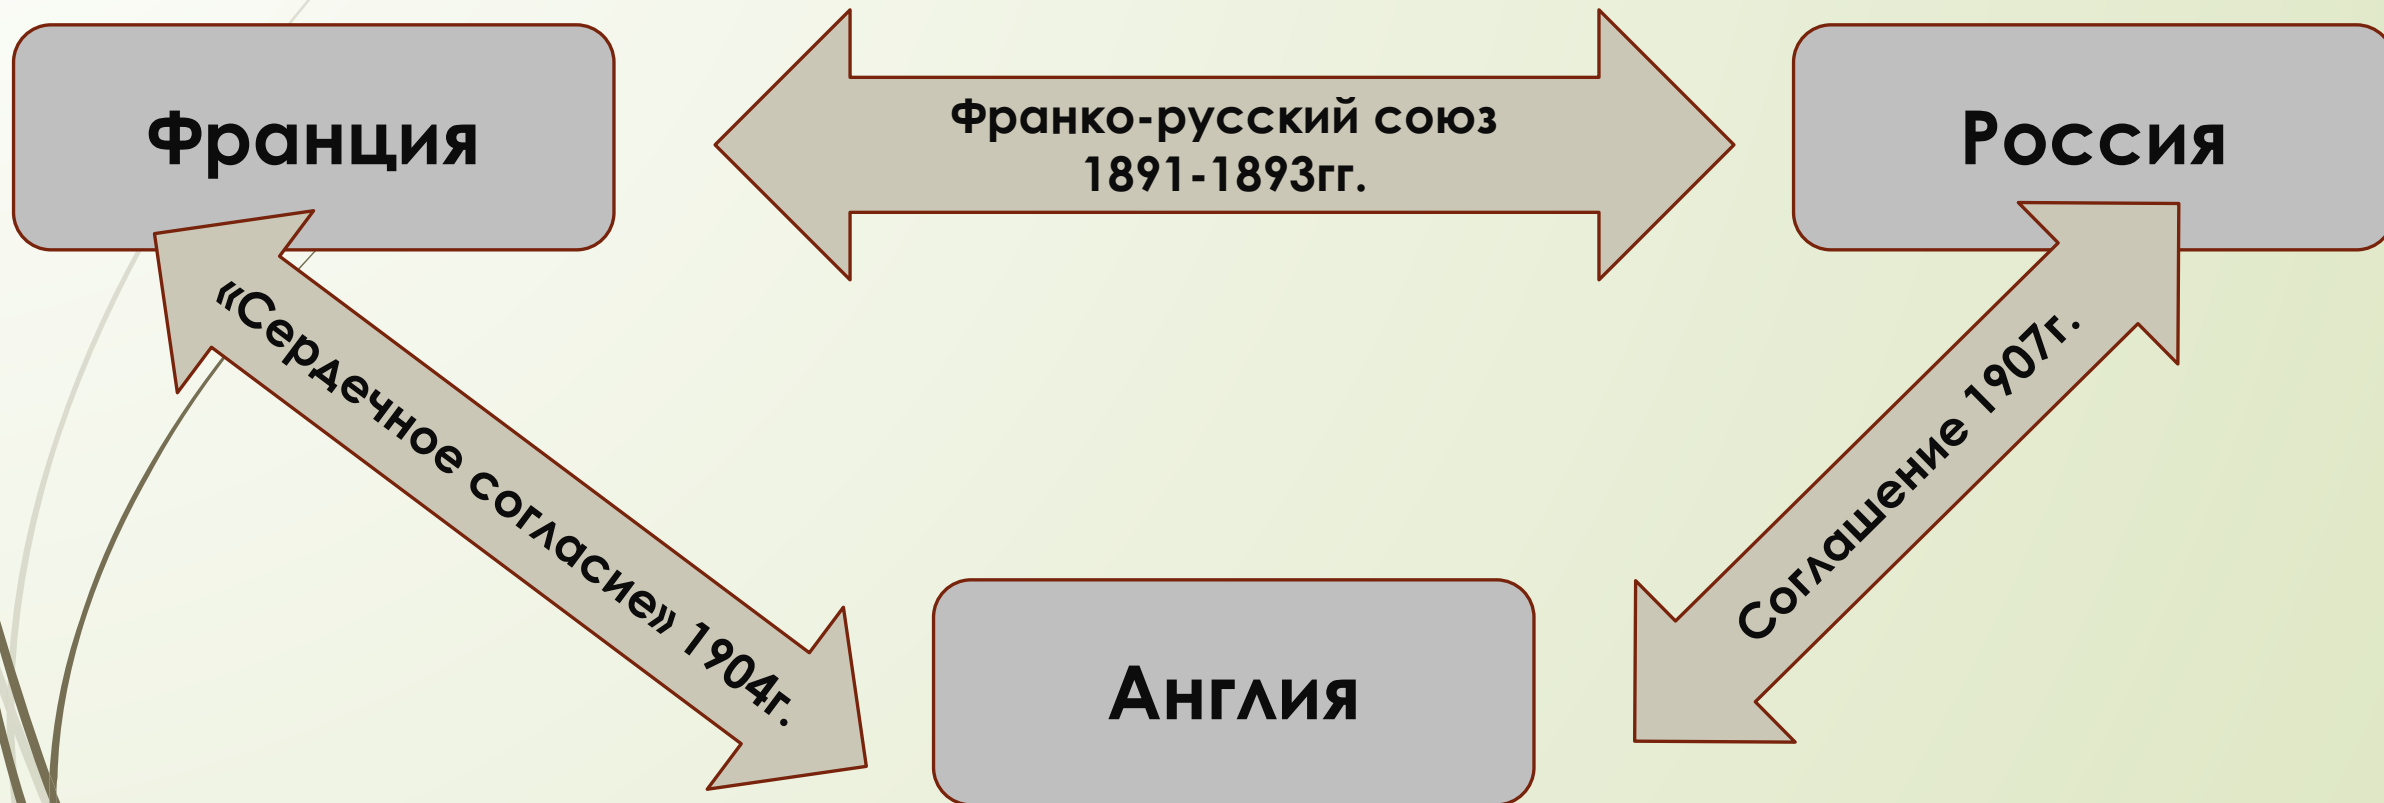 Франция
Франко-русский союз
1891-1893гг.
Россия
«Сердечное согласие» 1904г.
Соглашение 1907г.
Англия